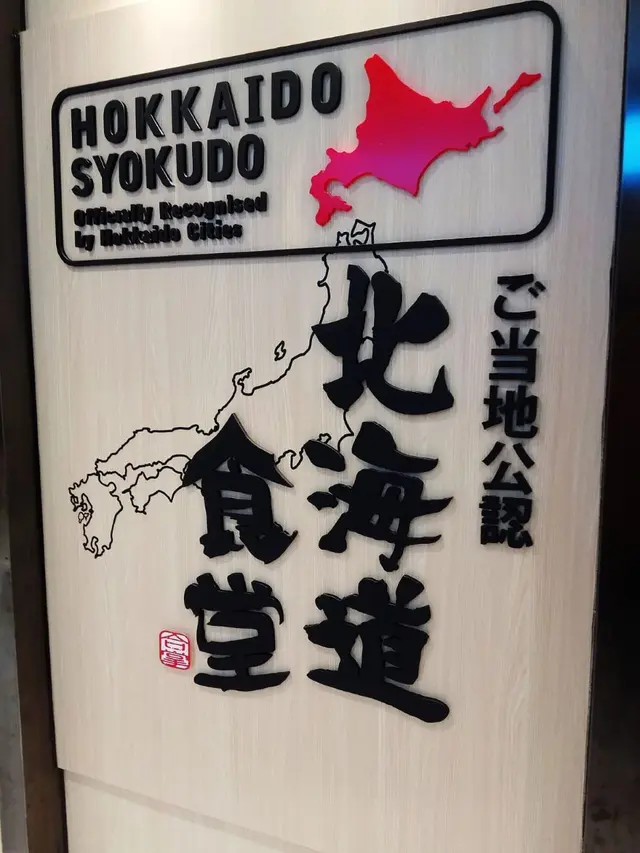 HOKKAIDO
SYOKUDO
Officially Recognised
by Hokkaido Cities
ご当地公認
北海道
食堂